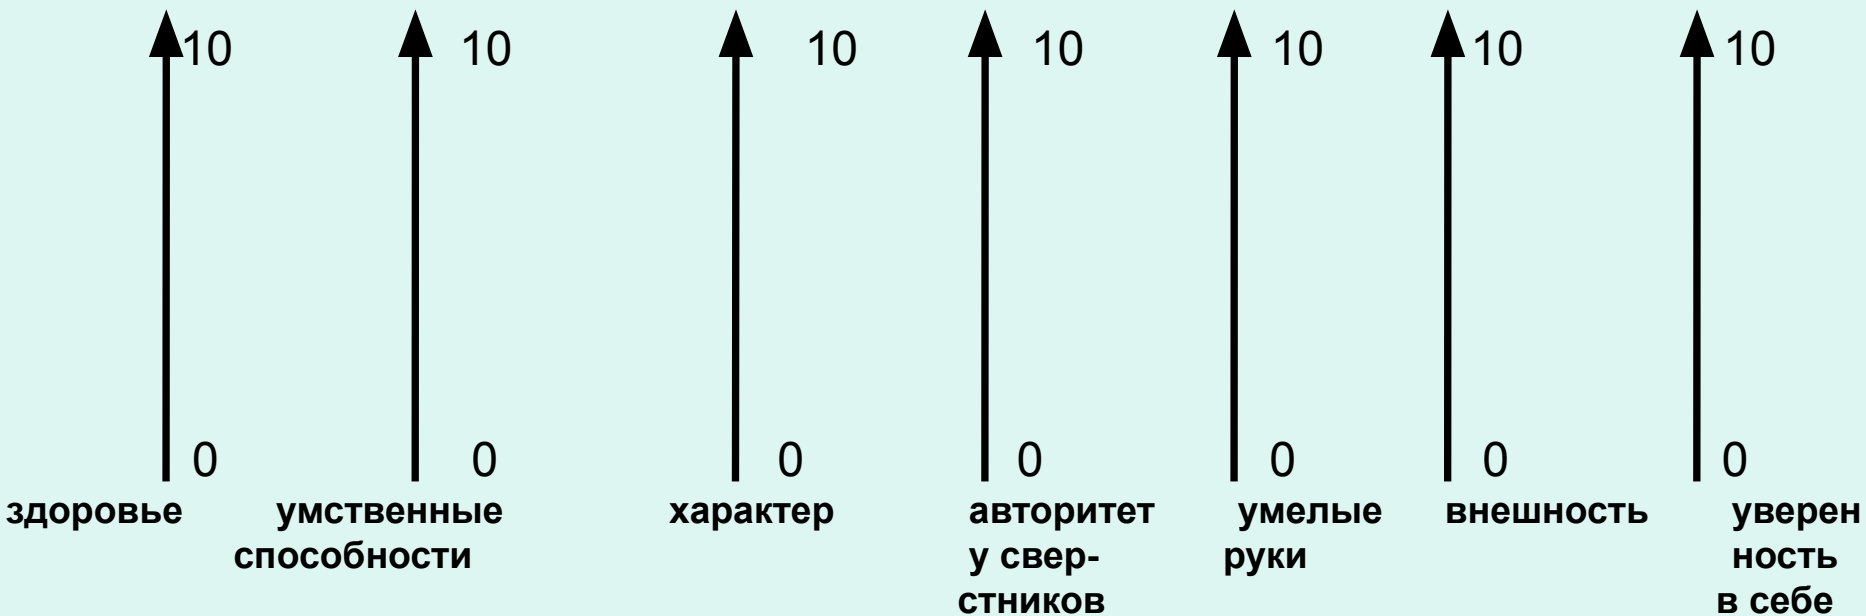 10 10 10 10 10 10 10
0 0 0 0 0 0 0
здоровье умственные характер авторитет умелые внешность уверен
способности у свер- руки ность
стников в себе